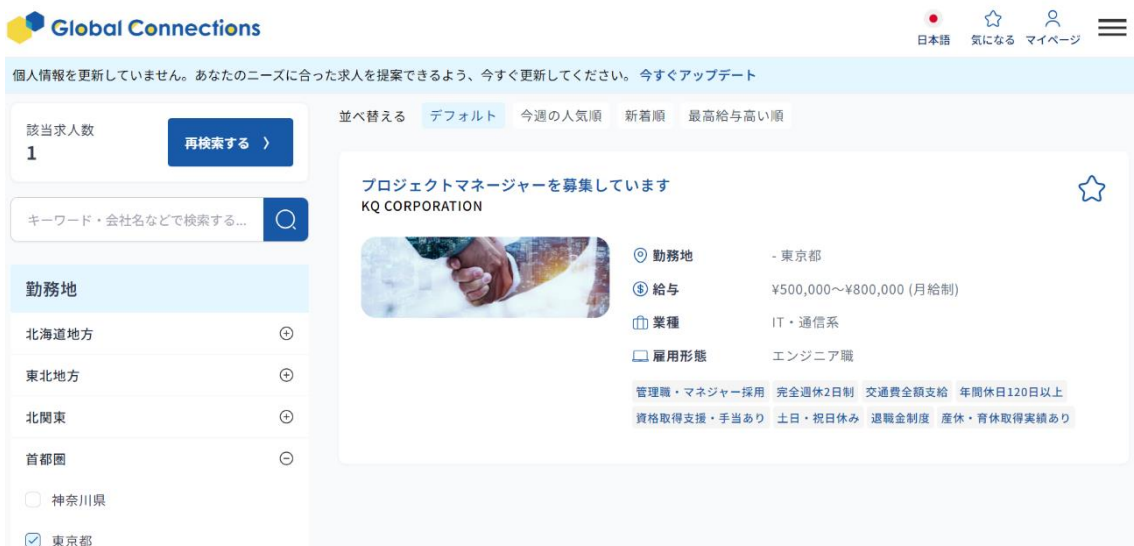 Global Connections
日本語 気になる マイページ
個人情報を更新していません。あなたのニーズに合った求人を提案できるよう、今すぐ更新してください。 今すぐアップデート
該当求人数
1
再検索する 〉
キーワード・会社名などで検索する...
勤務地
北海道地方
東北地方
北関東
首都圏
神奈川県
東京都
並べ替える デフォルト 今週の人気順 新着順 最高給与高い順
プロジェクトマネージャーを募集しています
KQ CORPORATION
勤務地 - 東京都
給与 ¥500,000～¥800,000 (月給制)
業種 IT・通信系
雇用形態 エンジニア職
管理職・マネジャー採用 完全週休2日制 交通費全額支給 年間休日120日以上
資格取得支援・手当あり 土日・祝日休み 退職金制度 産休・育休取得実績あり